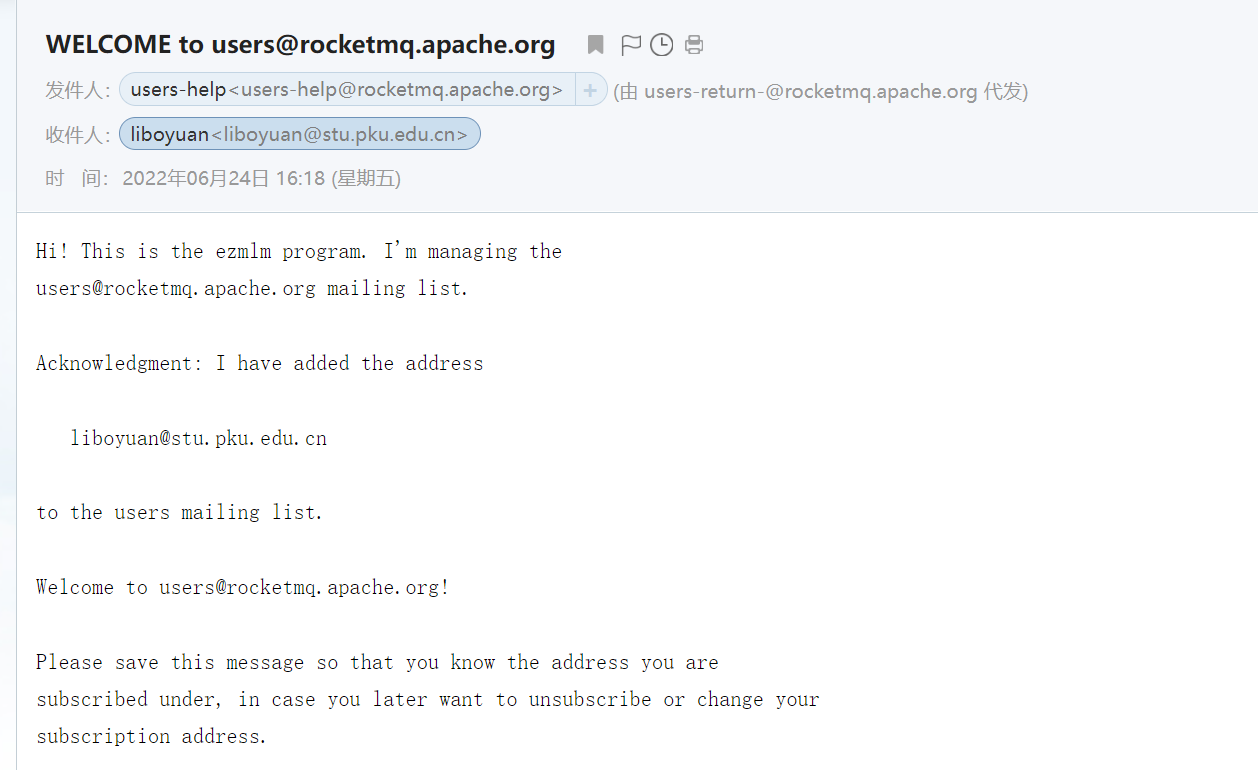 WELCOME to users@rocketmq.apache.org
发件人: users-help<users-help@rocketmq.apache.org> + (由 users-return-@rocketmq.apache.org 代发)
收件人: liboyuan<liboyuan@stu.pku.edu.cn>
时 间: 2022年06月24日 16:18 (星期五)
Hi! This is the ezmlm program. I'm managing the
users@rocketmq.apache.org mailing list.
Acknowledgment: I have added the address
liboyuan@stu.pku.edu.cn
to the users mailing list.
Welcome to users@rocketmq.apache.org!
Please save this message so that you know the address you are
subscribed under, in case you later want to unsubscribe or change your
subscription address.